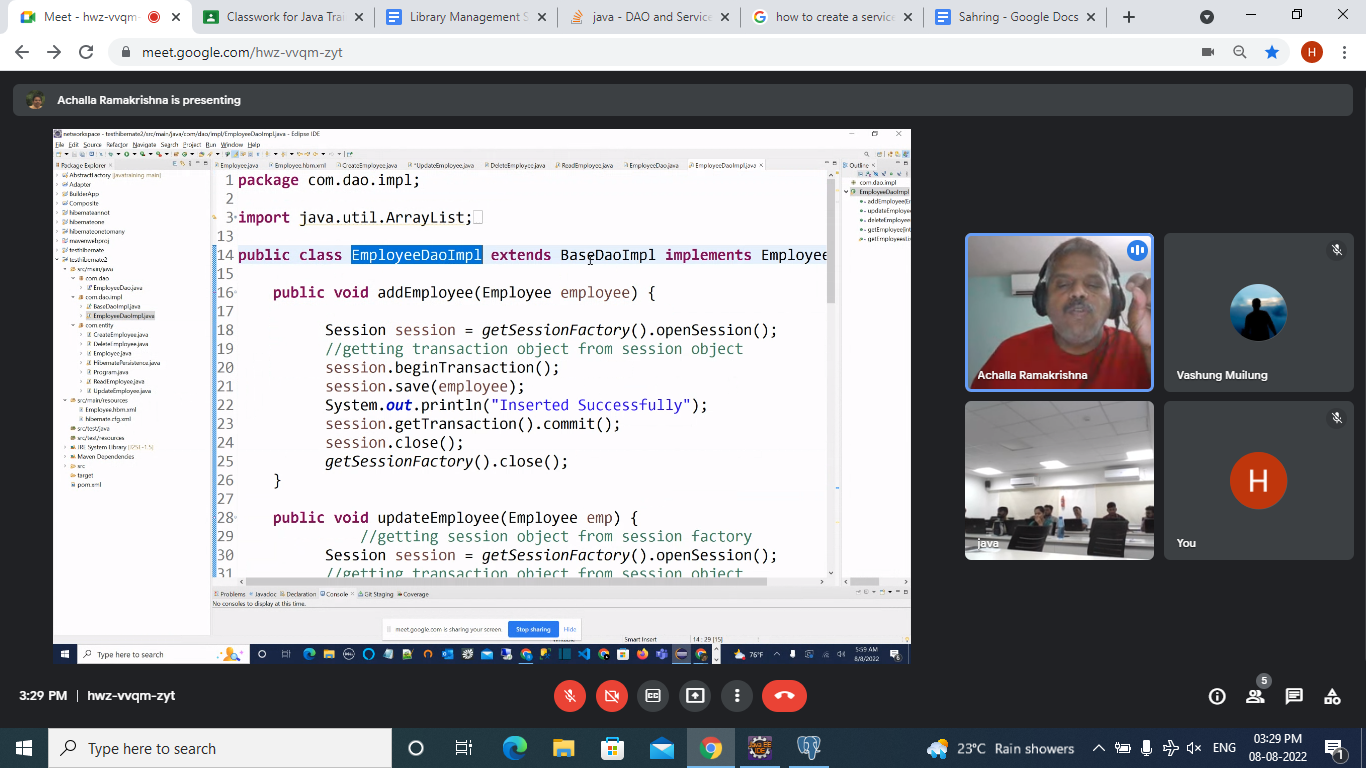 Meet - hwz-vvqm-
Classwork for Java Trai
Library Management S
java - DAO and Service
how to create a service
Sahring - Google Docs
meet.google.com/hwz-vvqm-zyt
H
Achalla Ramakrishna is presenting
networkspace - testhibernate2/src/main/java/com/dao/impl/EmployeeDaoImpl.java - Eclipse IDE
File Edit Source Refactor Navigate Search Project Run Window Help
Package Explorer
Employee.java
Employee.hbm.xml
CreateEmployee.java
*UpdateEmployee.java
DeleteEmployee.java
ReadEmployee.java
EmployeeDao.java
EmployeeDaoImpl.java
Outline
AbstractFactory [javatraining main]
Adapter
BuilderApp
Composite
hibernateannot
hibernateone
hibernateonetomany
mavenwebproj
testhibernate
testhibernate2
src/main/java
com.dao
EmployeeDao.java
com.dao.impl
BaseDaoImpl.java
EmployeeDaoImpl.java
com.entity
CreateEmployee.java
DeleteEmployee.java
Employee.java
HibernatePersistence.java
Program.java
ReadEmployee.java
UpdateEmployee.java
src/main/resources
Employee.hbm.xml
hibernate.cfg.xml
src/test/java
src/test/resources
JRE System Library [J2SE-1.5]
Maven Dependencies
src
target
pom.xml
1 package com.dao.impl;
2
3 import java.util.ArrayList;
13
14 public class EmployeeDaoImpl extends BaseDaoImpl implements Employee
15
16 public void addEmployee(Employee employee) {
17
18 Session session = getSessionFactory().openSession();
19 //getting transaction object from session object
20 session.beginTransaction();
21 session.save(employee);
22 System.out.println("Inserted Successfully");
23 session.getTransaction().commit();
24 session.close();
25 getSessionFactory().close();
26 }
27
28 public void updateEmployee(Employee emp) {
29 //getting session object from session factory
30 Session session = getSessionFactory().openSession();
31 //getting transaction object from session object
com.dao.impl
EmployeeDaoImpl
addEmployee(E
updateEmploye
deleteEmployee
getEmployee(int
getEmployees(
Problems Javadoc Declaration Console Git Staging Coverage
No consoles to display at this time.
meet.google.com is sharing your screen. Stop sharing Hide
Writable Smart Insert 14 : 29 [15]
Type here to search
76°F
5:59 AM
8/8/2022
Achalla Ramakrishna
Vashung Muilung
java
H
You
3:29 PM | hwz-vvqm-zyt
5
Type here to search
23°C Rain showers
ENG
03:29 PM
08-08-2022
1